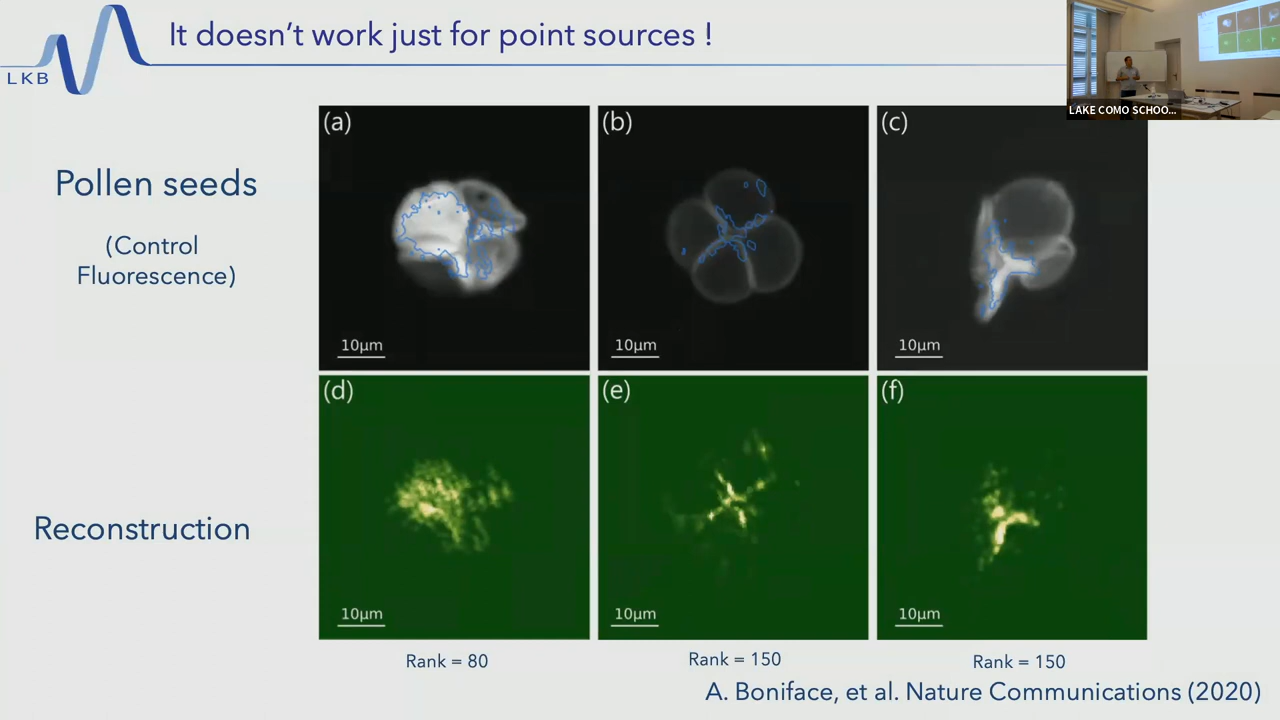 It doesn't work just for point sources !
LKB
LAKE COMO SCHOO...
(a)
(b)
(c)
Pollen seeds
(Control
Fluorescence)
10µm
10µm
10µm
(d)
(e)
(f)
Reconstruction
10µm
10µm
10µm
Rank = 80
Rank = 150
Rank = 150
A. Boniface, et al. Nature Communications (2020)